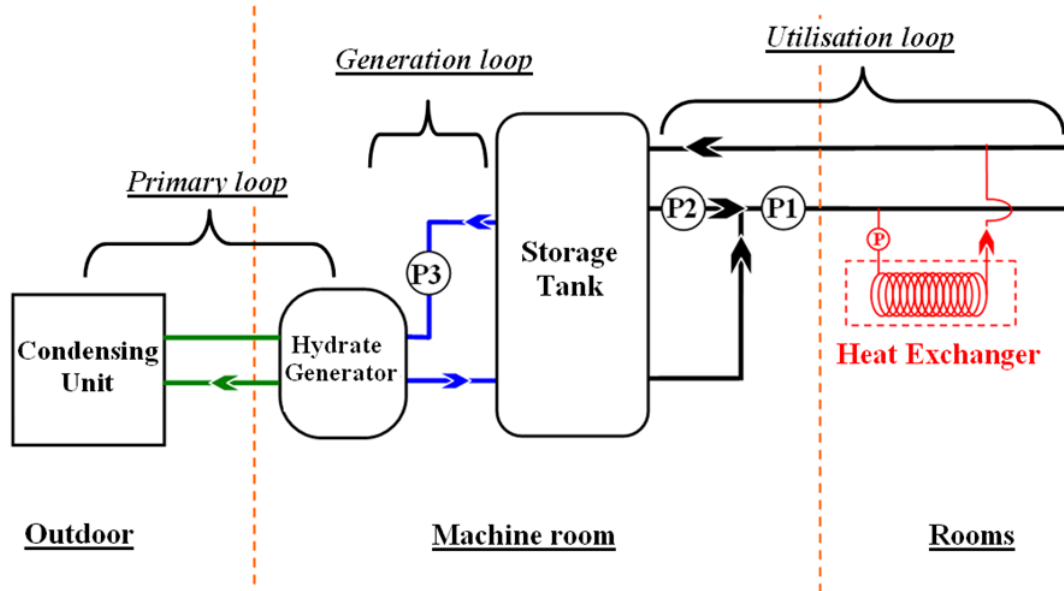 Utilisation loop
Generation loop
Primary loop
P2
P1
P3
P
Storage
Tank
Condensing
Unit
Hydrate
Generator
Heat Exchanger
Outdoor
Machine room
Rooms